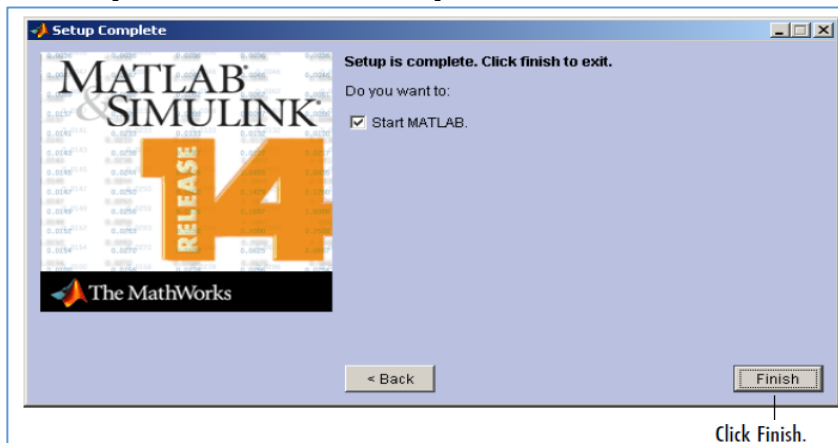 Setup Complete
MATLAB
&SIMULINK
RELEASE 14
The MathWorks
Setup is complete. Click finish to exit.
Do you want to:
Start MATLAB.
< Back
Finish
Click Finish.